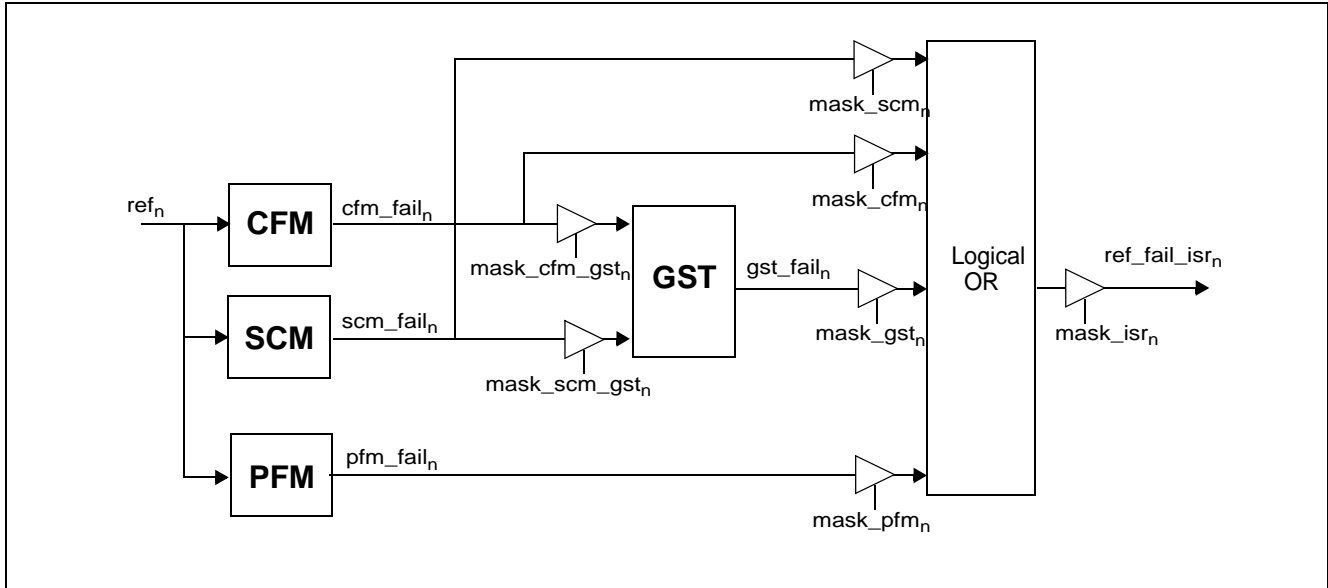 mask_scmn
mask_cfmn
refn
CFM
cfm_failn
mask_cfm_gstn
GST
gst_failn
mask_gstn
Logical
OR
ref_fail_isrn
mask_isrn
SCM
scm_failn
mask_scm_gstn
PFM
pfm_failn
mask_pfmn